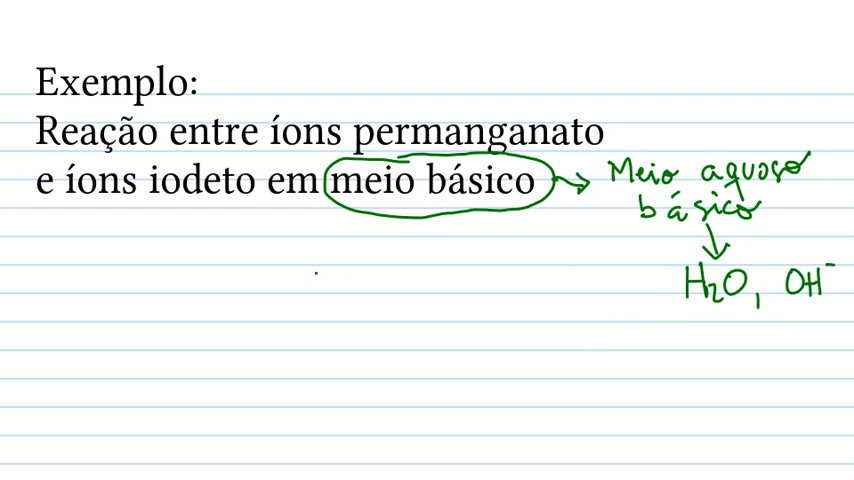 Exemplo:
Reação entre íons permanganato
e íons iodeto em meio básico
Meio aquoso
básico
H₂O, OH⁻